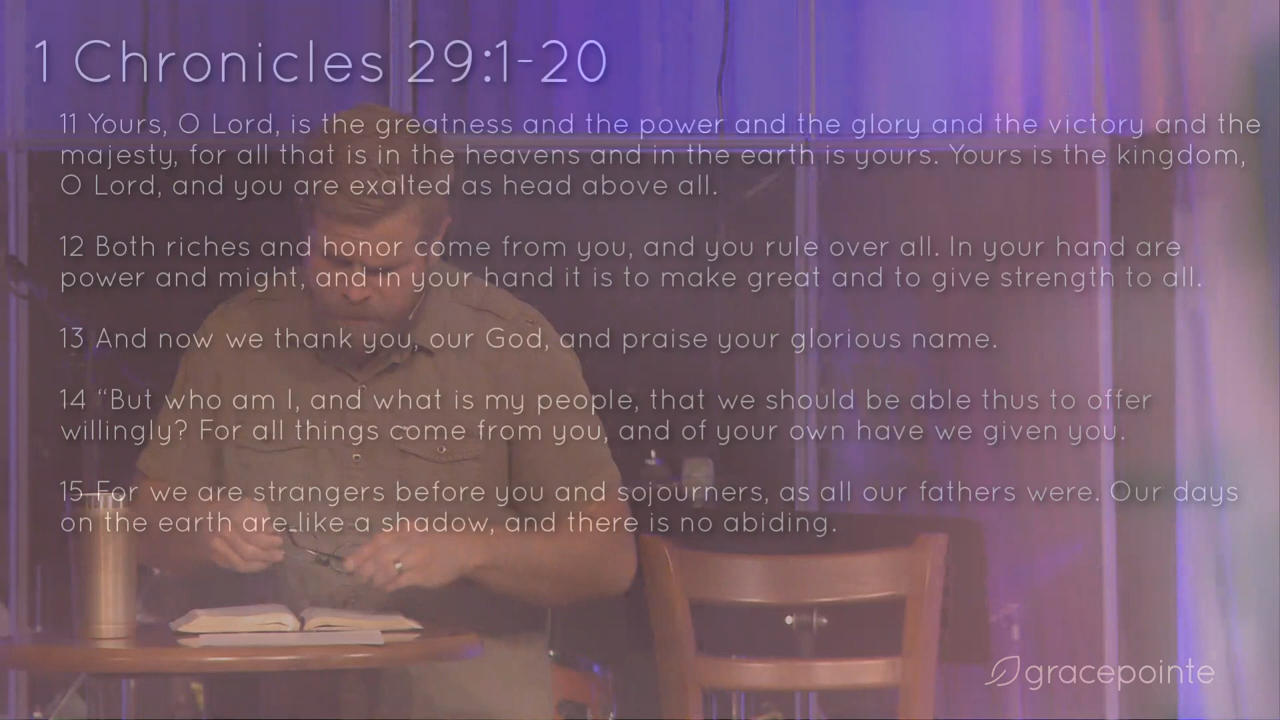 1 Chronicles 29:1-20
11 Yours, O Lord, is the greatness and the power and the glory and the victory and the
majesty, for all that is in the heavens and in the earth is yours. Yours is the kingdom,
O Lord, and you are exalted as head above all.
12 Both riches and honor come from you, and you rule over all. In your hand are
power and might, and in your hand it is to make great and to give strength to all.
13 And now we thank you, our God, and praise your glorious name.
14 “But who am I, and what is my people, that we should be able thus to offer
willingly? For all things come from you, and of your own have we given you.
15 For we are strangers before you and sojourners, as all our fathers were. Our days
on the earth are like a shadow, and there is no abiding.
gracepointe